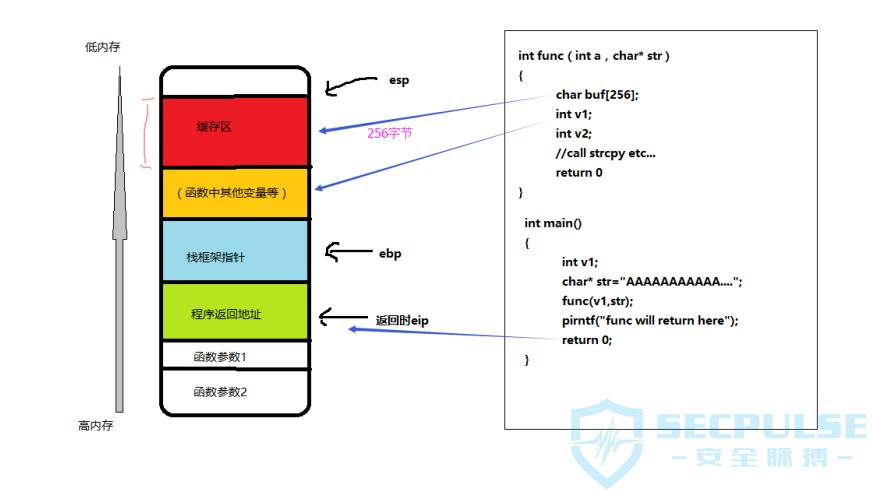 低内存
esp
缓存区
256字节
（函数中其他变量等）
栈框架指针
ebp
程序返回地址
返回时eip
函数参数1
函数参数2
高内存
int func（int a，char* str）
{
char buf[256];
int v1;
int v2;
//call strcpy etc...
return 0
}
int main()
{
int v1;
char* str="AAAAAAAAAAA....";
func(v1,str);
pirntf("func will return here");
return 0;
}
SECPULSE
安全脉搏